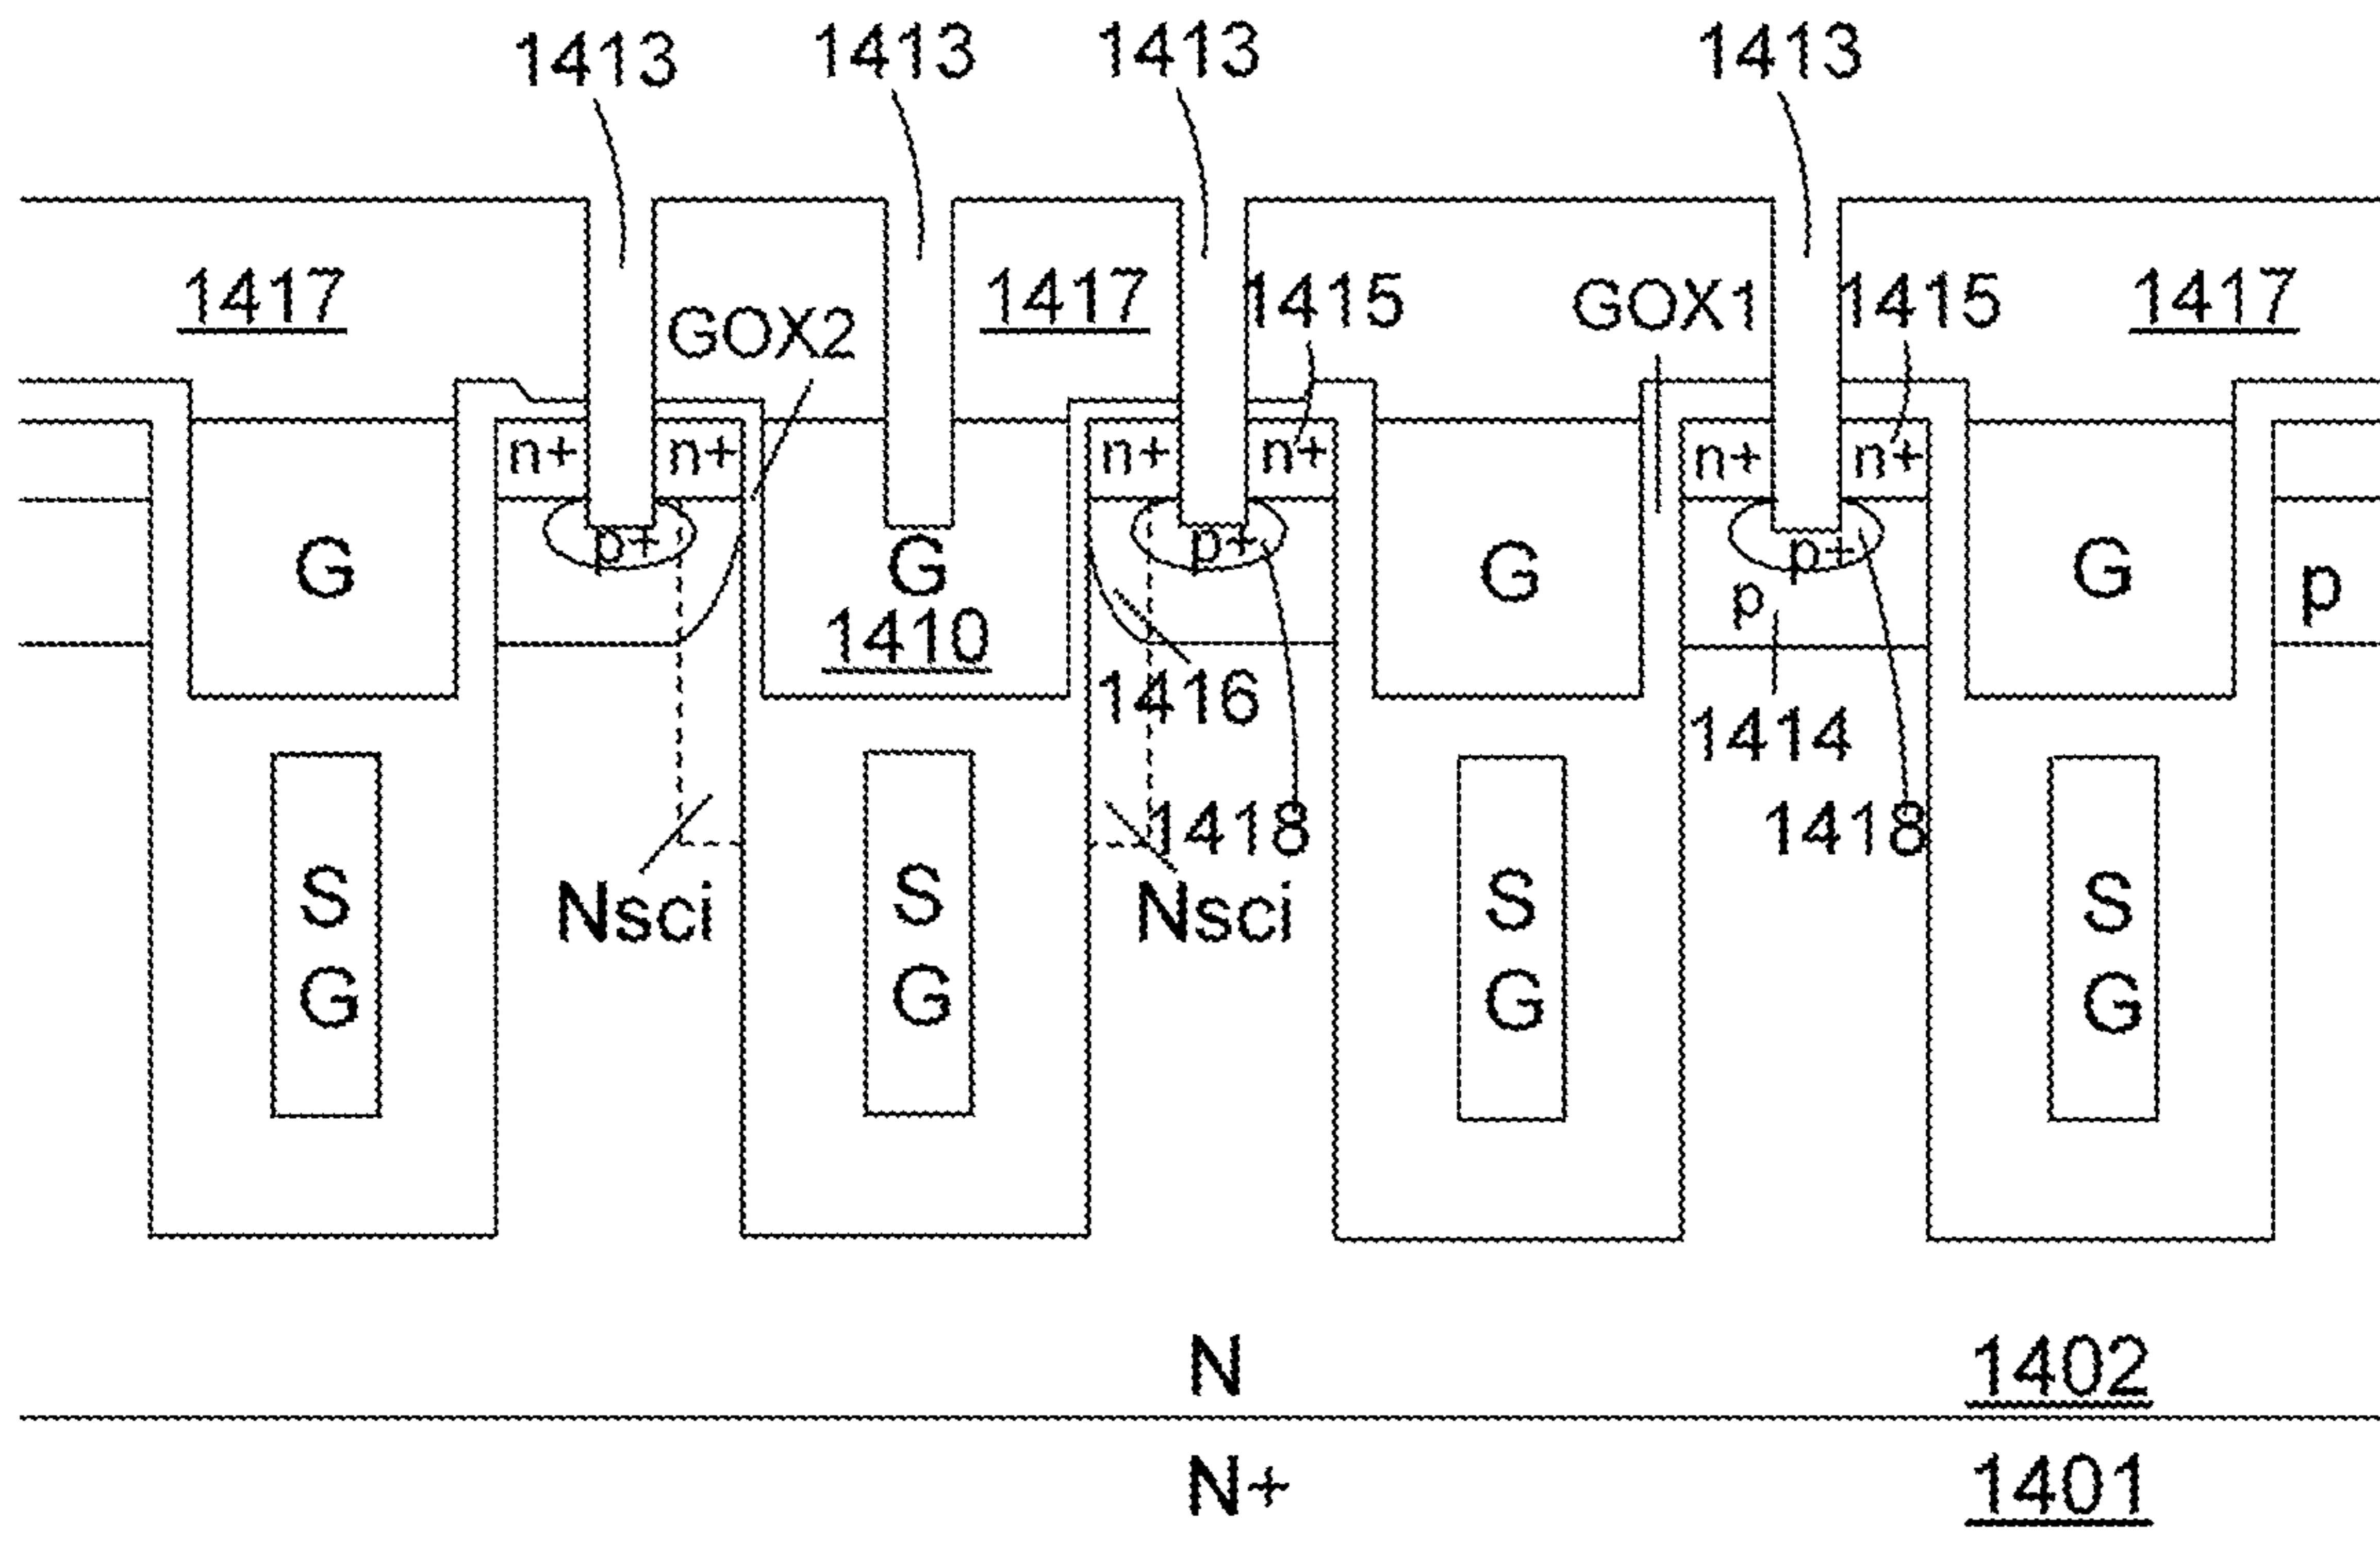 1413 1413 1413 1413
1417 GOX2 1417 1415 GOX1 1415 1417
n+ n+ n+ n+ n+ n+
p+ p+ p+
G G G G p p
1410
1416 1414
1418 1418
Nsci Nsci
S S S S
G G G G
N 1402
N+ 1401